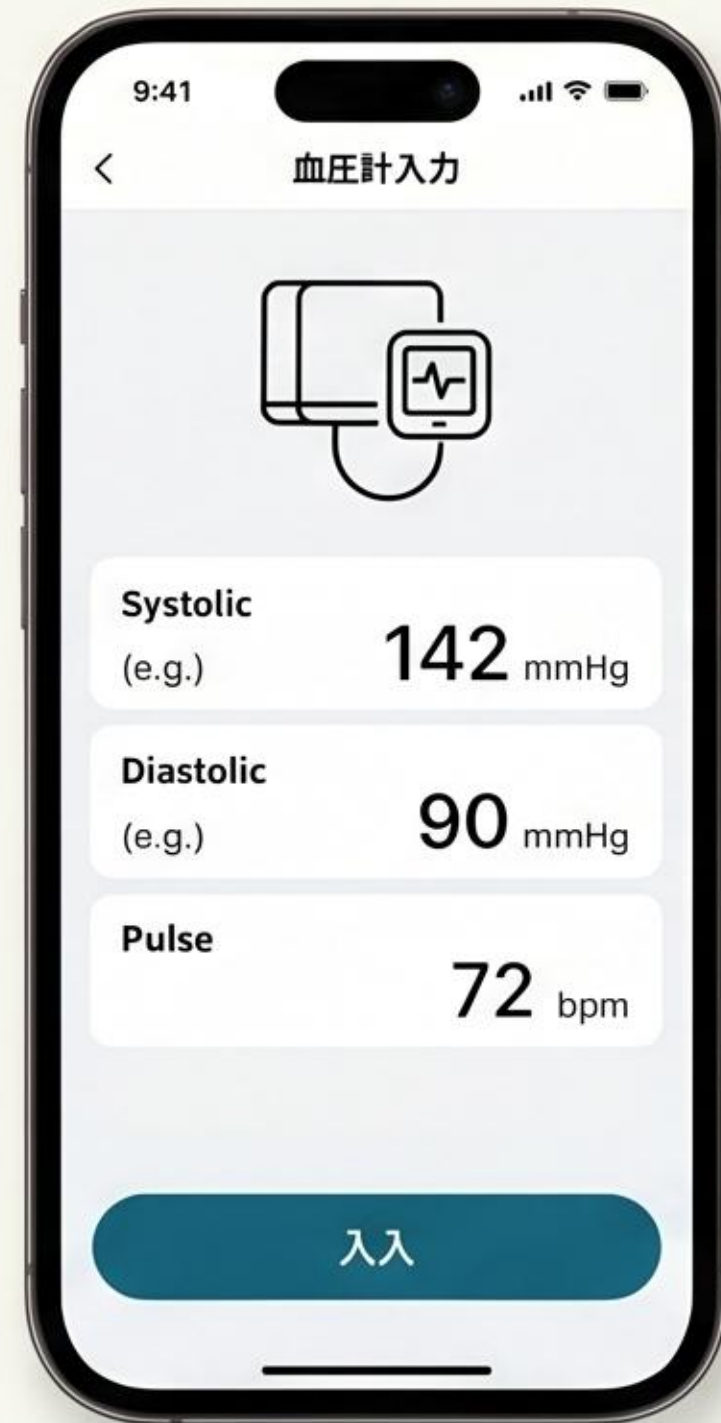 9:41
血圧計入力
Systolic
(e.g.) 142 mmHg
Diastolic
(e.g.) 90 mmHg
Pulse
72 bpm
入入